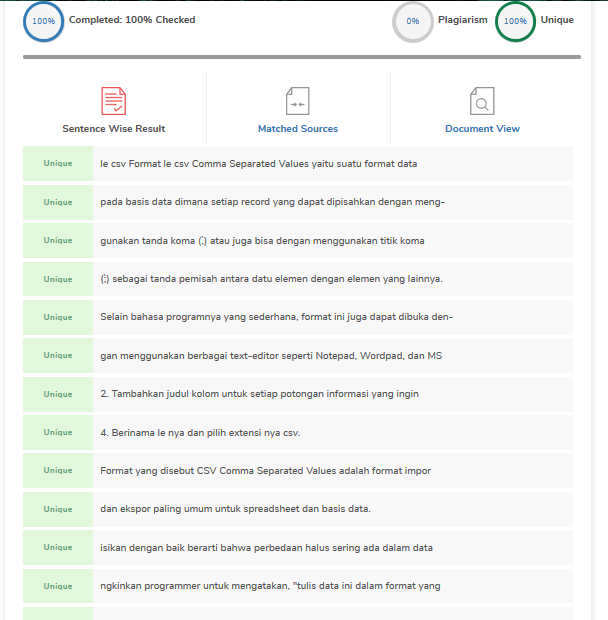 100% Completed: 100% Checked 0% Plagiarism 100% Unique
Sentence Wise Result Matched Sources Document View
Unique le csv Format le csv Comma Separated Values yaitu suatu format data
Unique pada basis data dimana setiap record yang dapat dipisahkan dengan meng-
Unique gunakan tanda koma (,) atau juga bisa dengan menggunakan titik koma
Unique (;) sebagai tanda pemisah antara datu elemen dengan elemen yang lainnya.
Unique Selain bahasa programnya yang sederhana, format ini juga dapat dibuka den-
Unique gan menggunakan berbagai text-editor seperti Notepad, Wordpad, dan MS
Unique 2. Tambahkan judul kolom untuk setiap potongan informasi yang ingin
Unique 4. Berinama le nya dan pilih extensi nya csv.
Unique Format yang disebut CSV Comma Separated Values adalah format impor
Unique dan ekspor paling umum untuk spreadsheet dan basis data.
Unique isikan dengan baik berarti bahwa perbedaan halus sering ada dalam data
Unique ngkinkan programmer untuk mengatakan, "tulis data ini dalam format yang